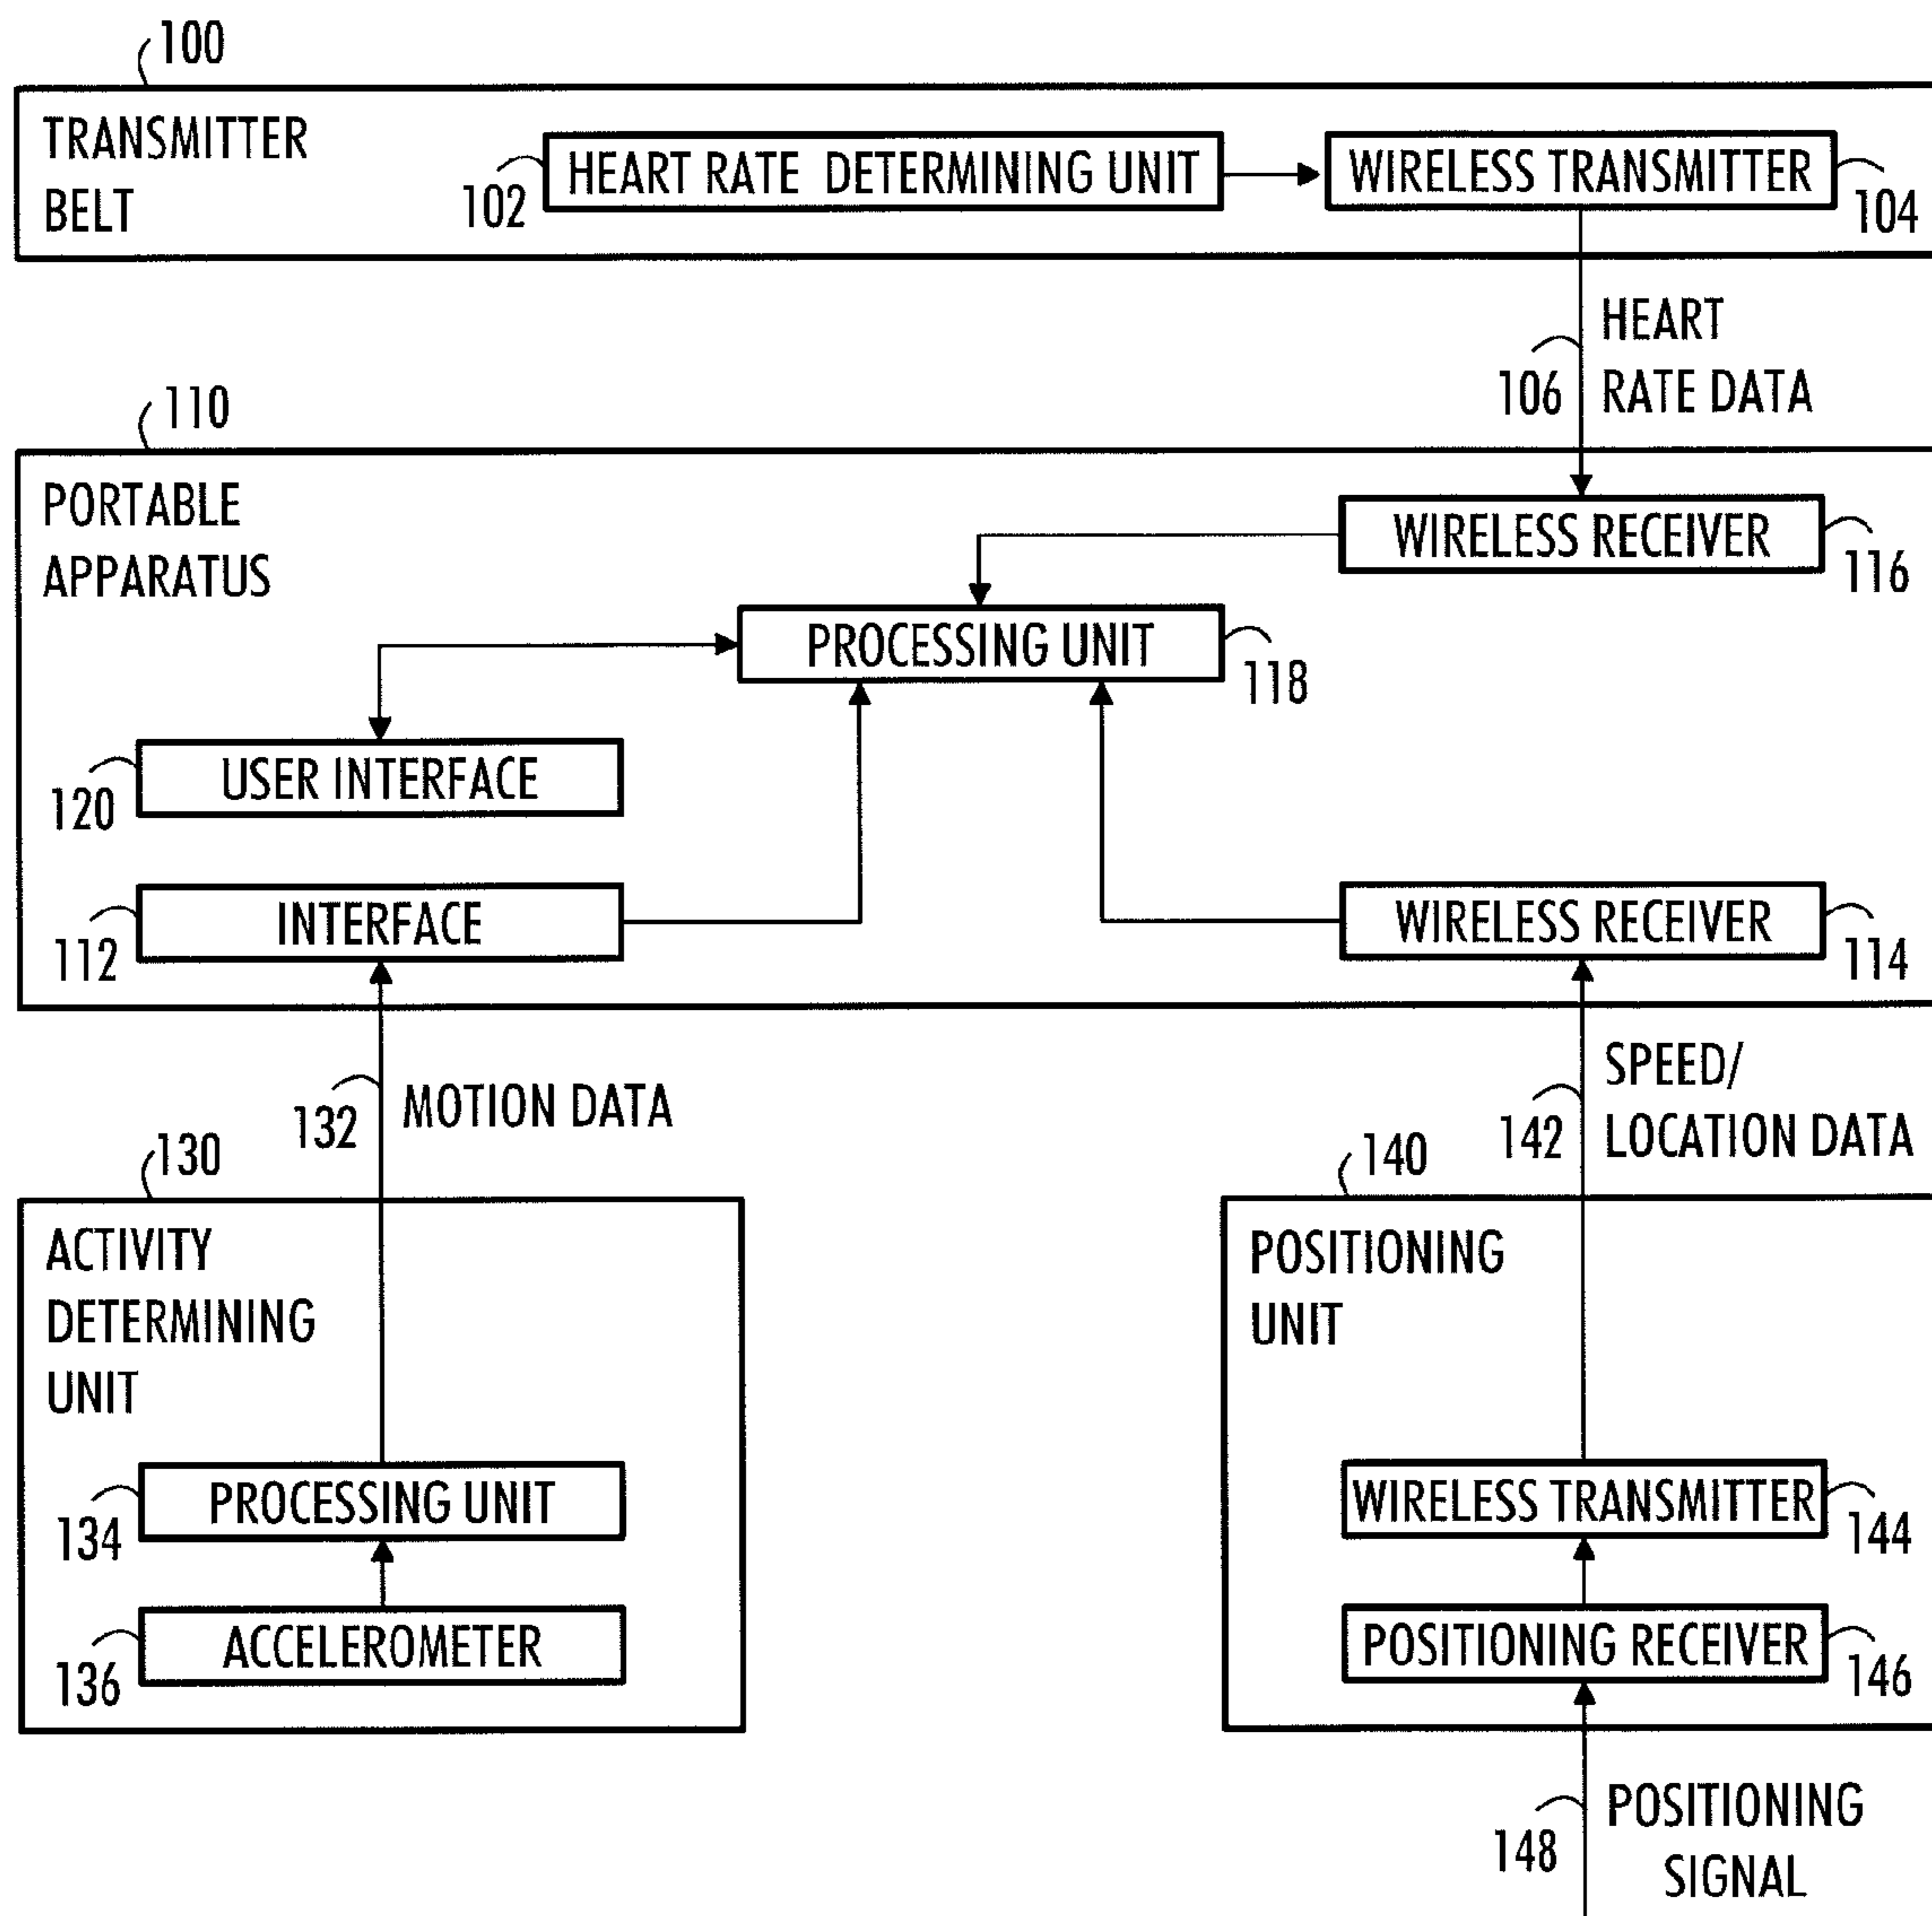 100
TRANSMITTER
BELT
HEART RATE DETERMINING UNIT
102
WIRELESS TRANSMITTER
104
HEART
RATE DATA
106
110
PORTABLE
APPARATUS
WIRELESS RECEIVER
116
PROCESSING UNIT
118
USER INTERFACE
120
INTERFACE
112
WIRELESS RECEIVER
114
MOTION DATA
132
SPEED/
LOCATION DATA
142
130
ACTIVITY
DETERMINING
UNIT
PROCESSING UNIT
134
ACCELEROMETER
136
140
POSITIONING
UNIT
WIRELESS TRANSMITTER
144
POSITIONING RECEIVER
146
POSITIONING
SIGNAL
148